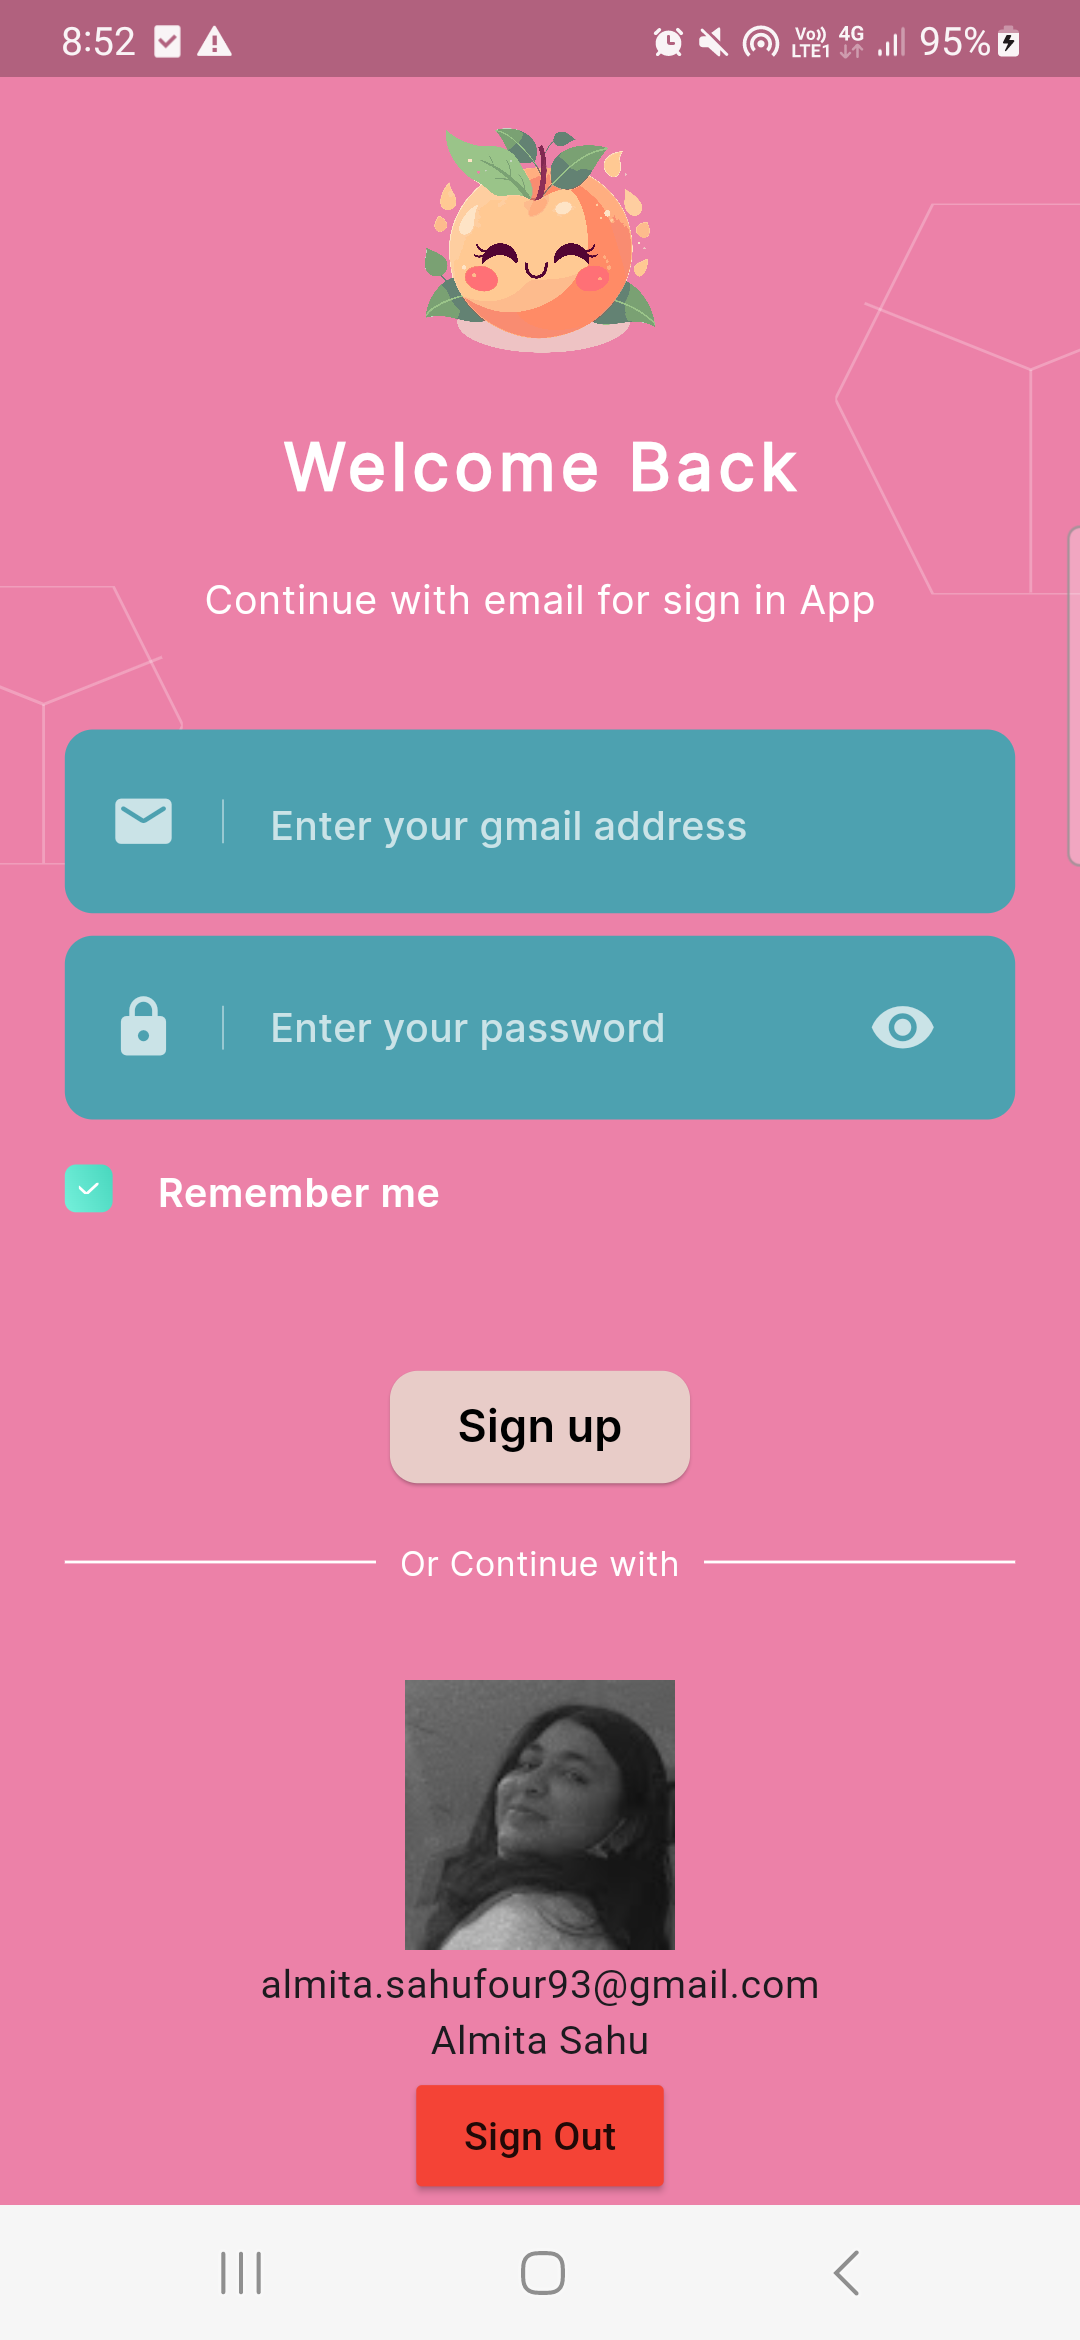 8:52
Vo)) 4G
LTE1
95%
Welcome Back
Continue with email for sign in App
Enter your gmail address
Enter your password
Remember me
Sign up
Or Continue with
almita.sahufour93@gmail.com
Almita Sahu
Sign Out